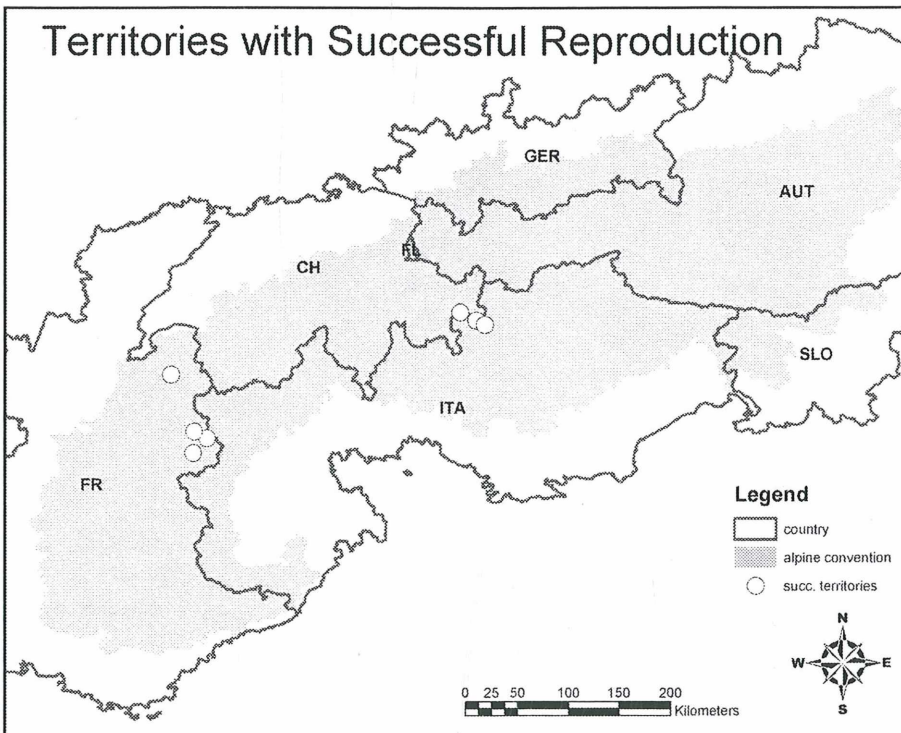 Territories with Successful Reproduction
GER
AUT
FL
CH
SLO
ITA
FR
Legend
country
alpine convention
succ. territories
N
W E
S
0 25 50 100 150 200
Kilometers